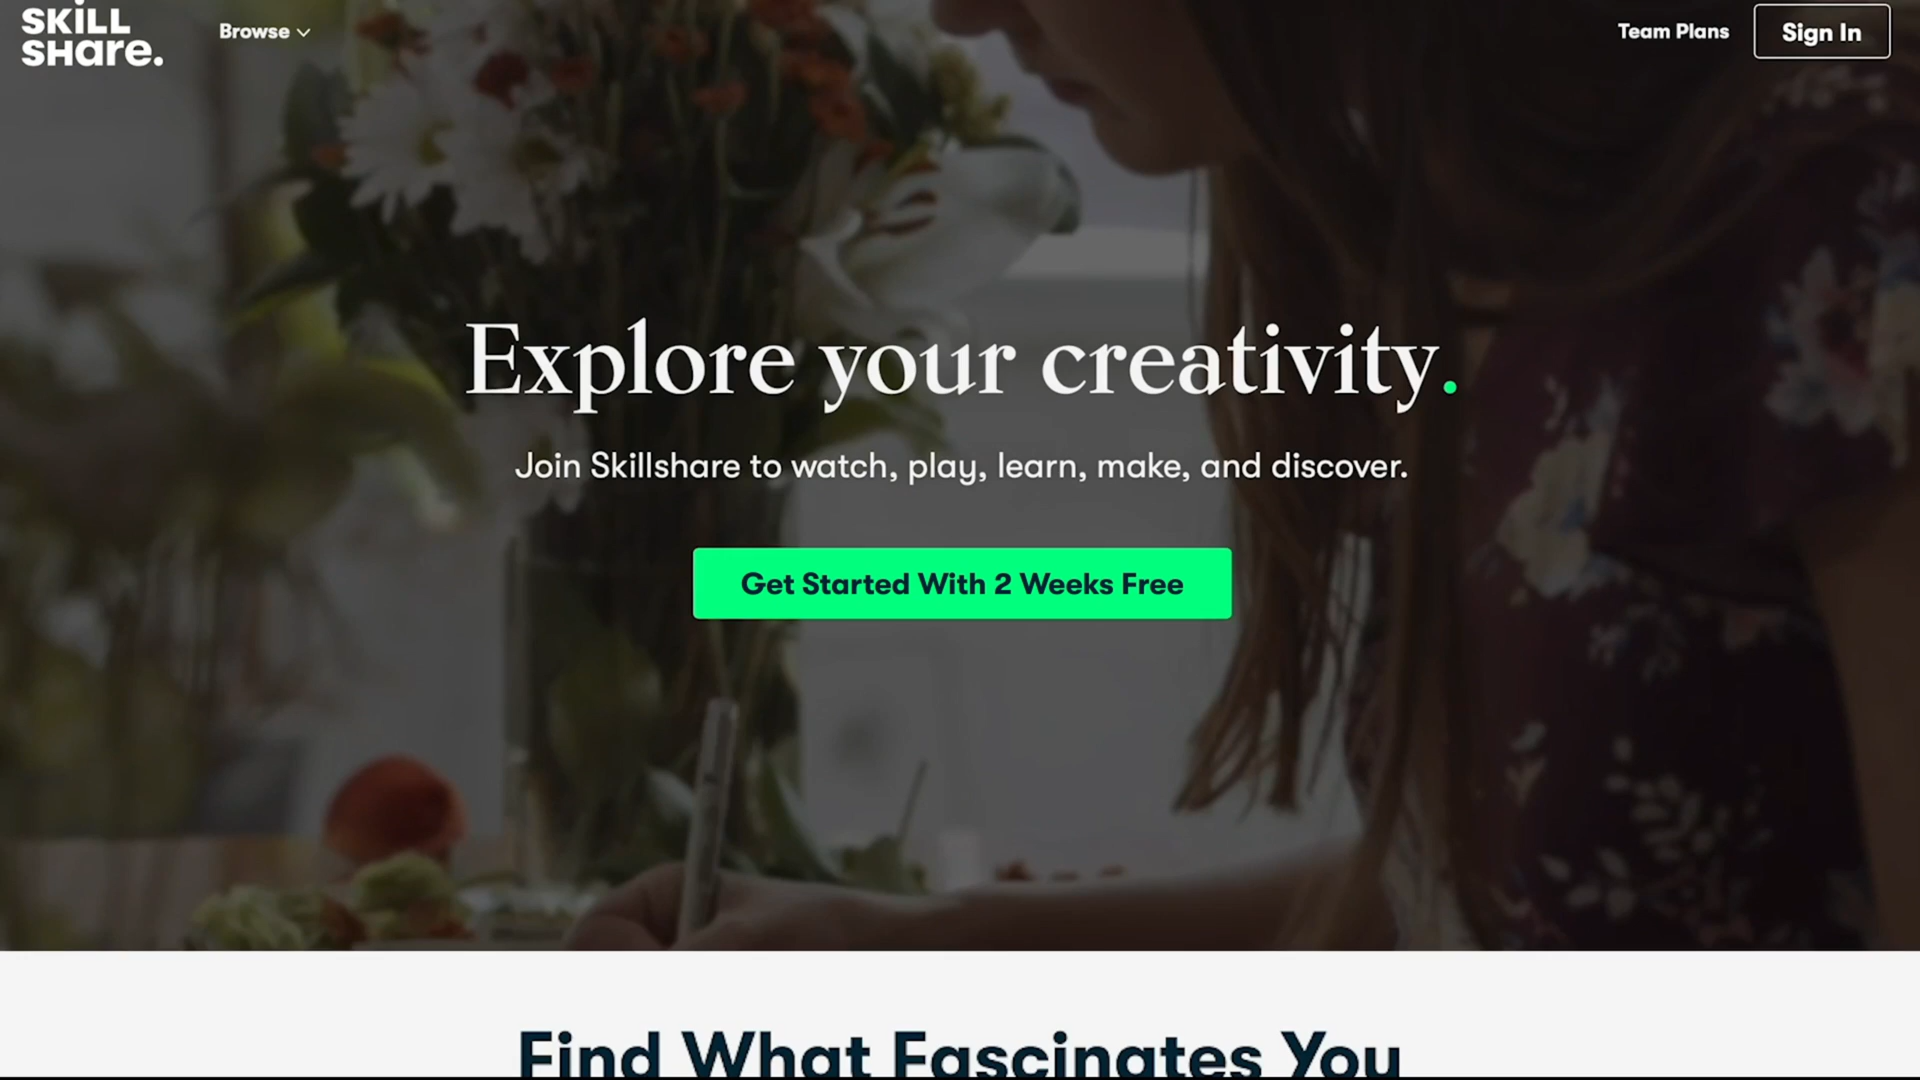 SKiLL
SHare.
Browse
Team Plans
Sign In
Explore your creativity.
Join Skillshare to watch, play, learn, make, and discover.
Get Started With 2 Weeks Free
Find What Fascinates You